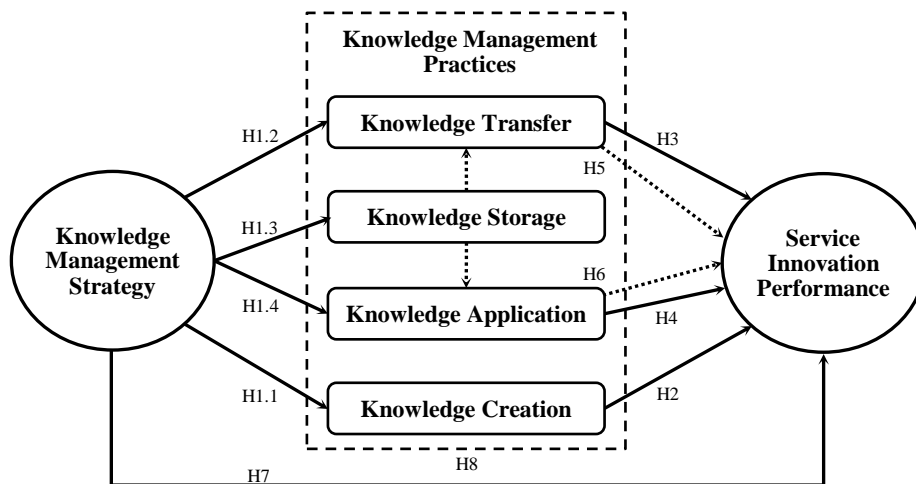 Knowledge Management
Practices
Knowledge Transfer
H1.2
H3
H5
Knowledge Storage
H1.3
Knowledge
Management
Strategy
Service
Innovation
Performance
H6
H1.4
Knowledge Application
H4
H1.1
Knowledge Creation
H2
H7
H8